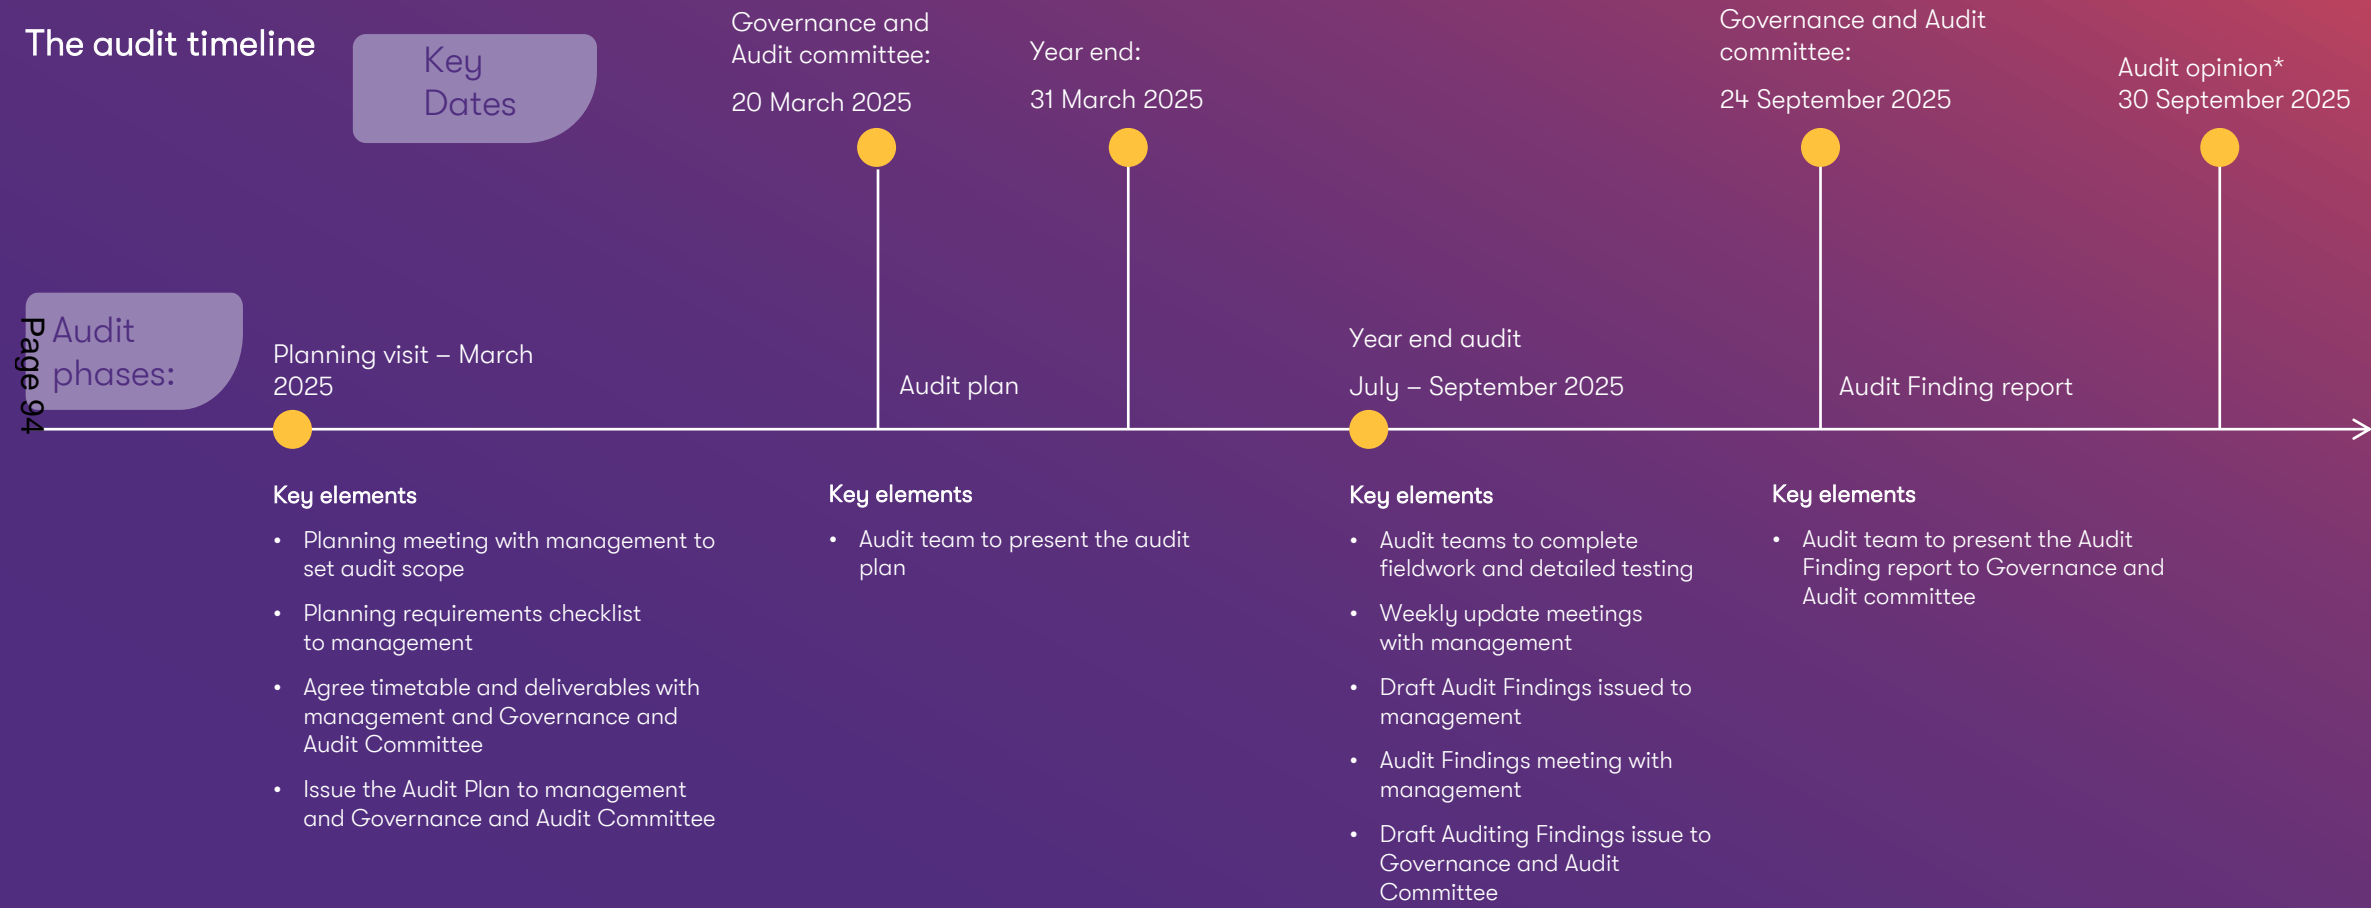 The audit timeline
Key
Dates
Governance and
Audit committee:
20 March 2025
Year end:
31 March 2025
Governance and Audit
committee:
24 September 2025
Audit opinion*
30 September 2025
Page 94
Audit
phases:
Planning visit – March
2025
Audit plan
Year end audit
July – September 2025
Audit Finding report
Key elements
• Planning meeting with management to
set audit scope
• Planning requirements checklist
to management
• Agree timetable and deliverables with
management and Governance and
Audit Committee
• Issue the Audit Plan to management
and Governance and Audit Committee
Key elements
• Audit team to present the audit
plan
Key elements
• Audit teams to complete
fieldwork and detailed testing
• Weekly update meetings
with management
• Draft Audit Findings issued to
management
• Audit Findings meeting with
management
• Draft Auditing Findings issue to
Governance and Audit
Committee
Key elements
• Audit team to present the Audit
Finding report to Governance and
Audit committee